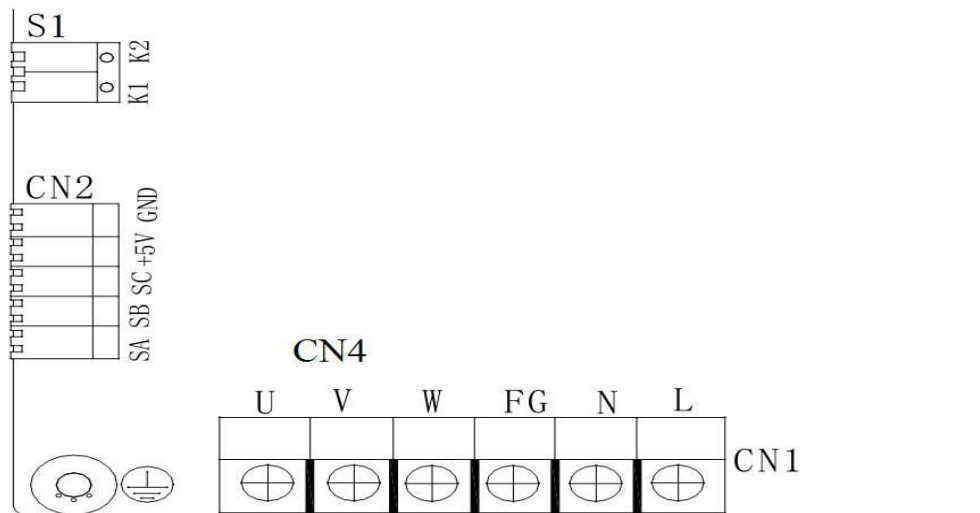 S1
K2
K1
CN2
GND
+5V
SC
SB
SA
CN4
U V W FG N L
CN1